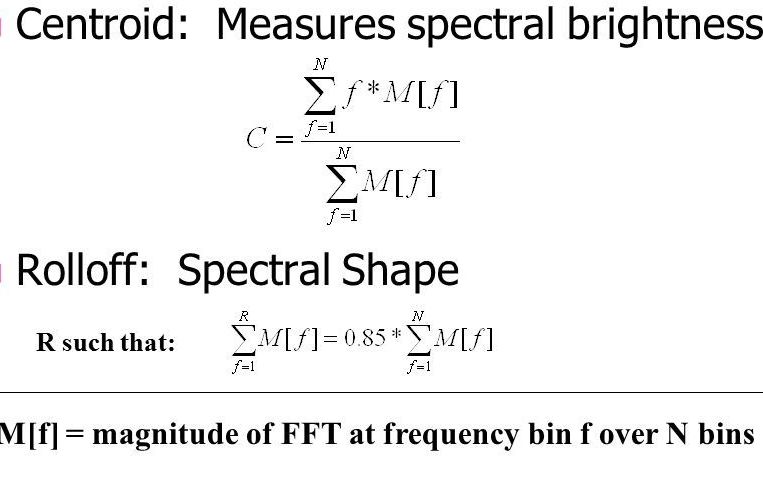 Centroid: Measures spectral brightness
C = \frac{\sum_{f=1}^{N} f*M[f]}{\sum_{f=1}^{N} M[f]}
Rolloff: Spectral Shape
R such that: \sum_{f=1}^{R} M[f] = 0.85 * \sum_{f=1}^{N} M[f]
M[f] = magnitude of FFT at frequency bin f over N bins